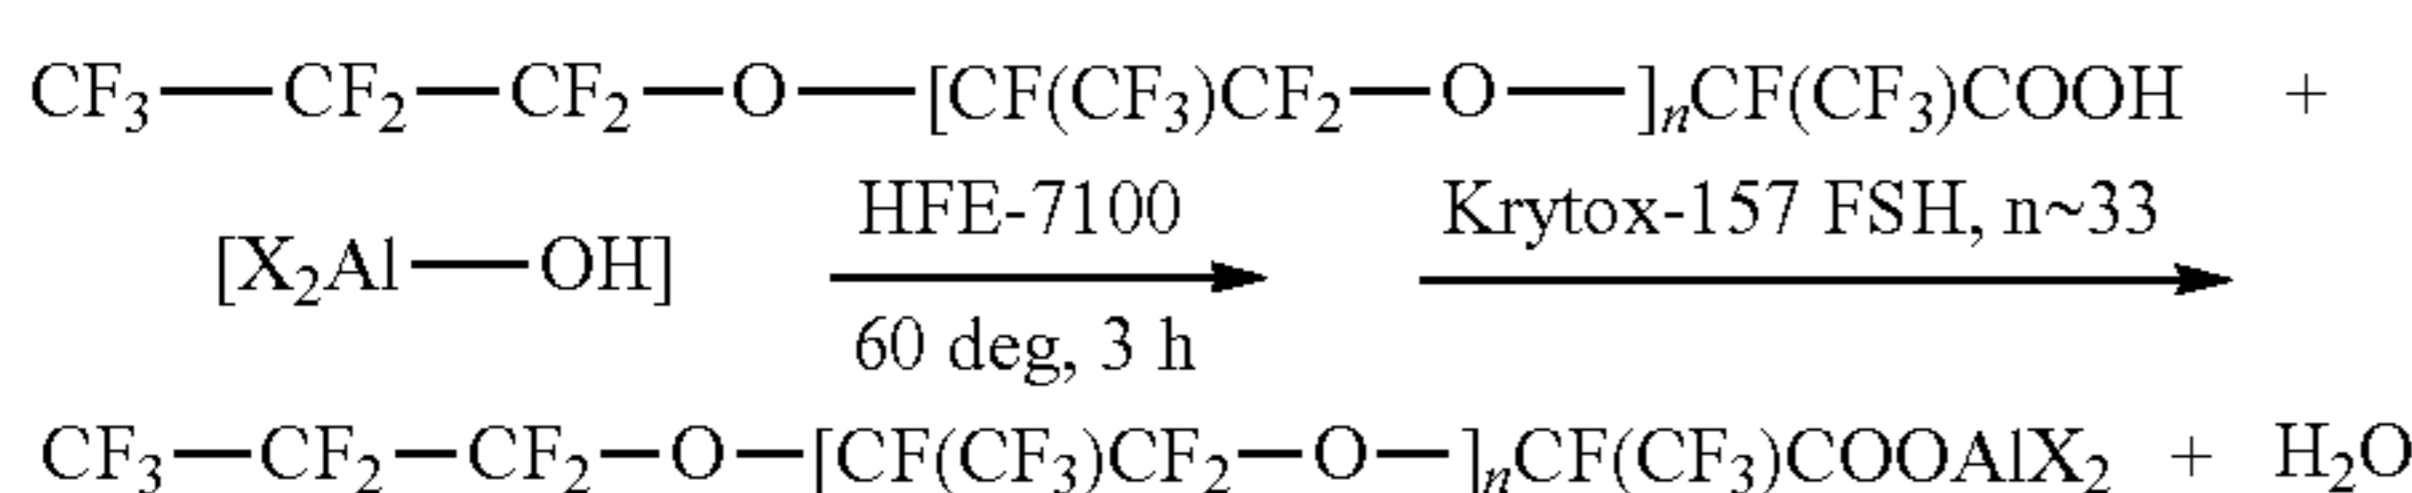 CF₃—CF₂—CF₂—O—[CF(CF₃)CF₂—O—]ₙCF(CF₃)COOH +
HFE-7100 Krytox-157 FSH, n~33
[X₂Al—OH]
60 deg, 3 h
CF₃—CF₂—CF₂—O—[CF(CF₃)CF₂—O—]ₙCF(CF₃)COOAlX₂ + H₂O